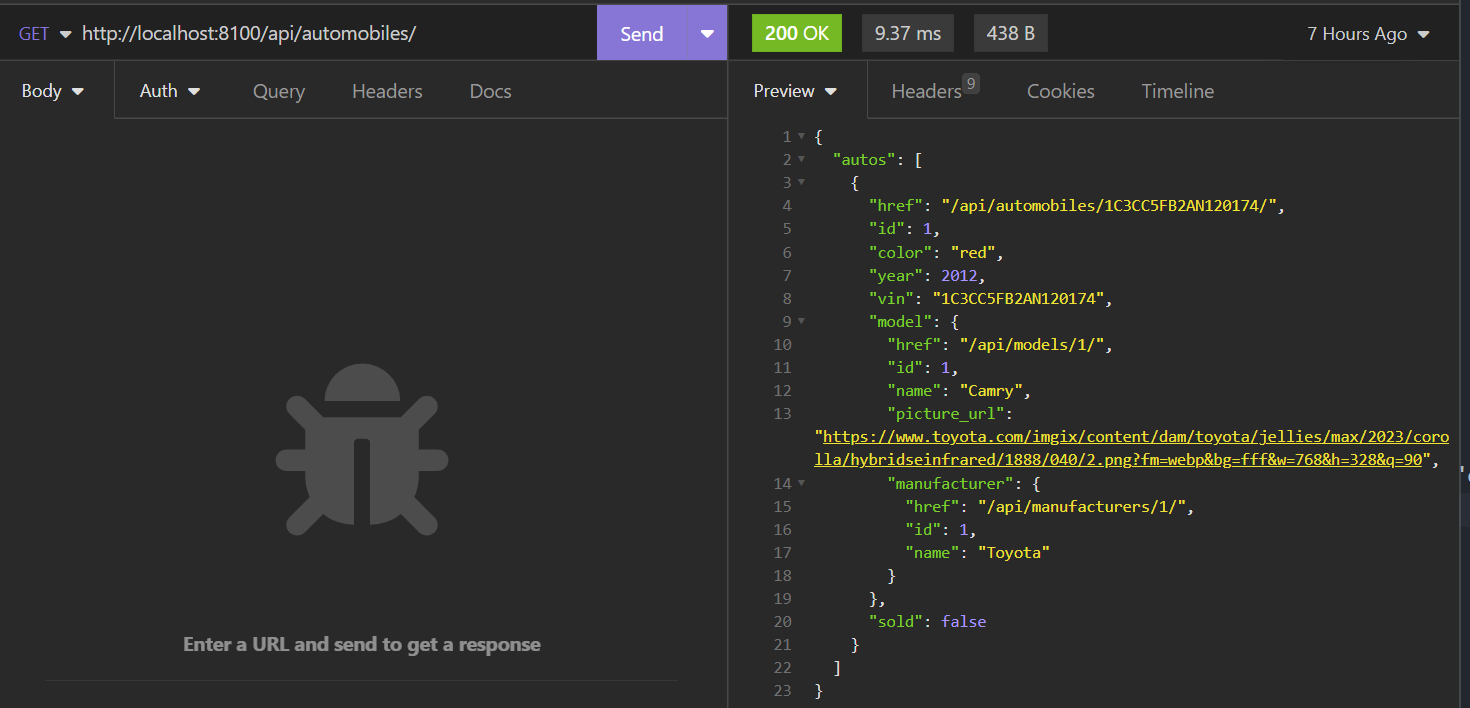 GET http://localhost:8100/api/automobiles/ Send 200 OK 9.37 ms 438 B 7 Hours Ago
Body Auth Query Headers Docs Preview Headers 9 Cookies Timeline
1 {
2 "autos": [
3 {
4 "href": "/api/automobiles/1C3CC5FB2AN120174/",
5 "id": 1,
6 "color": "red",
7 "year": 2012,
8 "vin": "1C3CC5FB2AN120174",
9 "model": {
10 "href": "/api/models/1/",
11 "id": 1,
12 "name": "Camry",
13 "picture_url":
"https://www.toyota.com/imgix/content/dam/toyota/jellies/max/2023/coro
lla/hybridseinfrared/1888/040/2.png?fm=webp&bg=fff&w=768&h=328&q=90",
14 "manufacturer": {
15 "href": "/api/manufacturers/1/",
16 "id": 1,
17 "name": "Toyota"
18 }
19 },
20 "sold": false
21 }
22 ]
23 }
Enter a URL and send to get a response